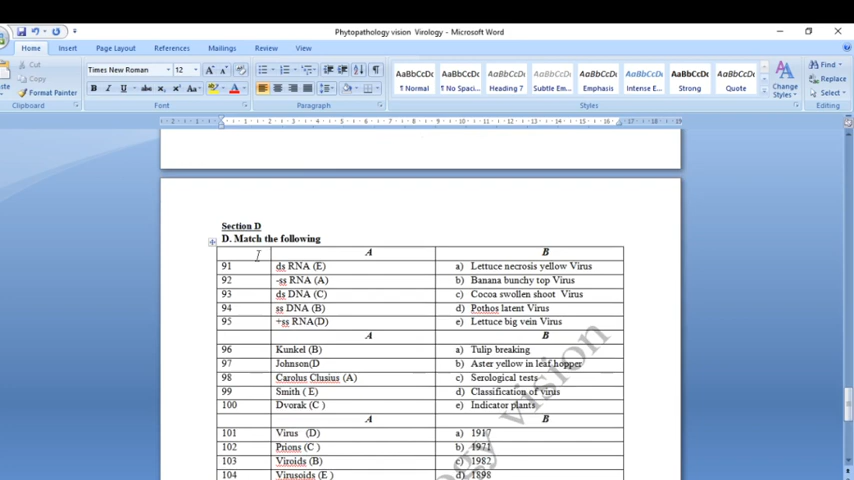 Phytopathology vision Virology - Microsoft Word
Home Insert Page Layout References Mailings Review View
Cut
Copy
Format Painter
Clipboard
Times New Roman 12
Font
Paragraph
AaBbCcDc AaBbCcDc AaBbCcDc AaBbCcDc AaBbCcDc AaBbCcDc AaBbCcDc AaBbCcDc
¶ Normal ¶ No Spaci... Heading 7 Subtle Em... Emphasis Intense E... Strong Quote
Change Styles
Styles
Find
Replace
Select
Editing
Section D
D. Match the following
A B
91 ds RNA (E) a) Lettuce necrosis yellow Virus
92 -ss RNA (A) b) Banana bunchy top Virus
93 ds DNA (C) c) Cocoa swollen shoot Virus
94 ss DNA (B) d) Pothos latent Virus
95 +ss RNA(D) e) Lettuce big vein Virus
A B
96 Kunkel (B) a) Tulip breaking
97 Johnson(D b) Aster yellow in leaf hopper
98 Carolus Clusius (A) c) Serological tests
99 Smith ( E) d) Classification of virus
100 Dvorak (C ) e) Indicator plants
A B
101 Virus (D) a) 1917
102 Prions (C ) b) 1971
103 Viroids (B) c) 1982
104 Virusoids (E ) d) 1898
ogy vision